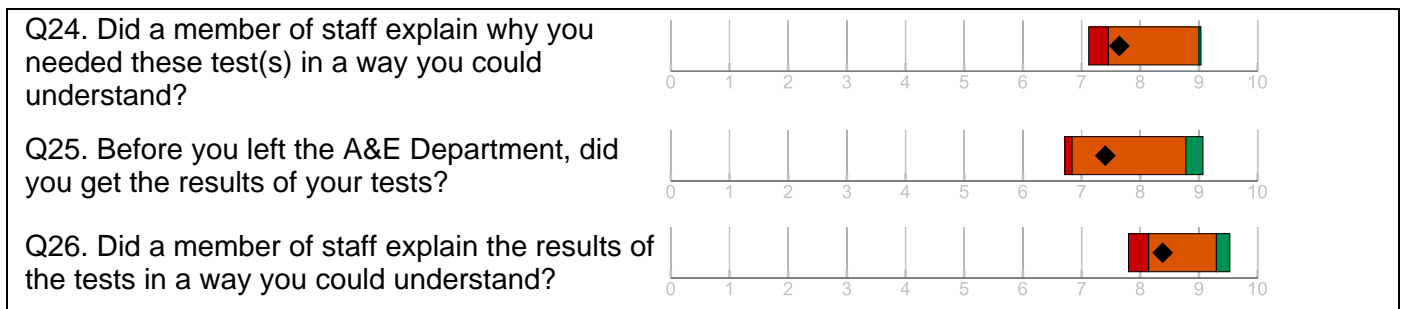 Q24. Did a member of staff explain why you
needed these test(s) in a way you could
understand?
0 1 2 3 4 5 6 7 8 9 10
Q25. Before you left the A&E Department, did
you get the results of your tests?
0 1 2 3 4 5 6 7 8 9 10
Q26. Did a member of staff explain the results of
the tests in a way you could understand?
0 1 2 3 4 5 6 7 8 9 10